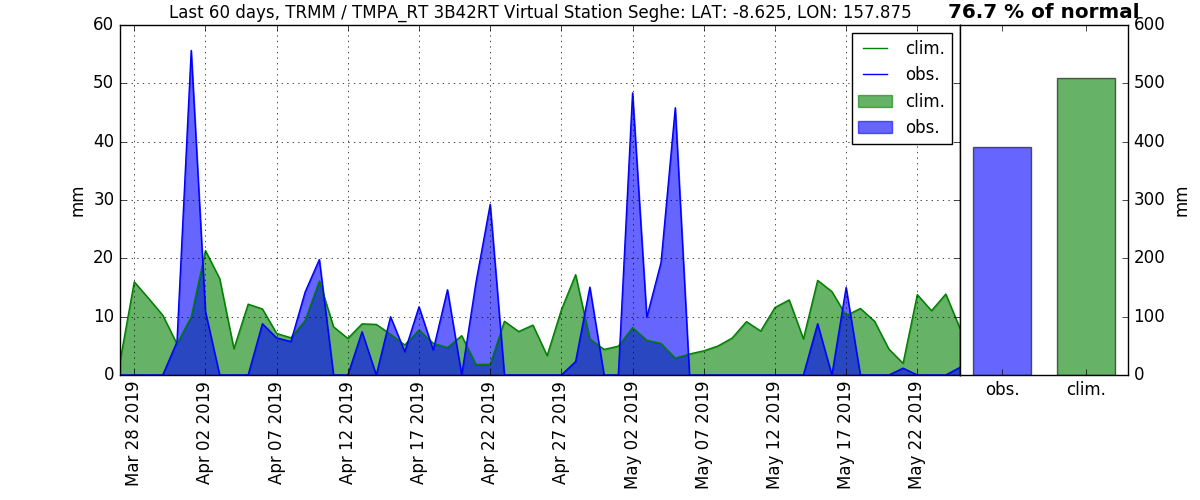 Last 60 days, TRMM / TMPA_RT 3B42RT Virtual Station Seghe: LAT: -8.625, LON: 157.875
76.7 % of normal
mm
60
50
40
30
20
10
0
clim.
obs.
clim.
obs.
Mar 28 2019
Apr 02 2019
Apr 07 2019
Apr 12 2019
Apr 17 2019
Apr 22 2019
Apr 27 2019
May 02 2019
May 07 2019
May 12 2019
May 17 2019
May 22 2019
600
500
400
300
200
100
0
mm
obs.
clim.